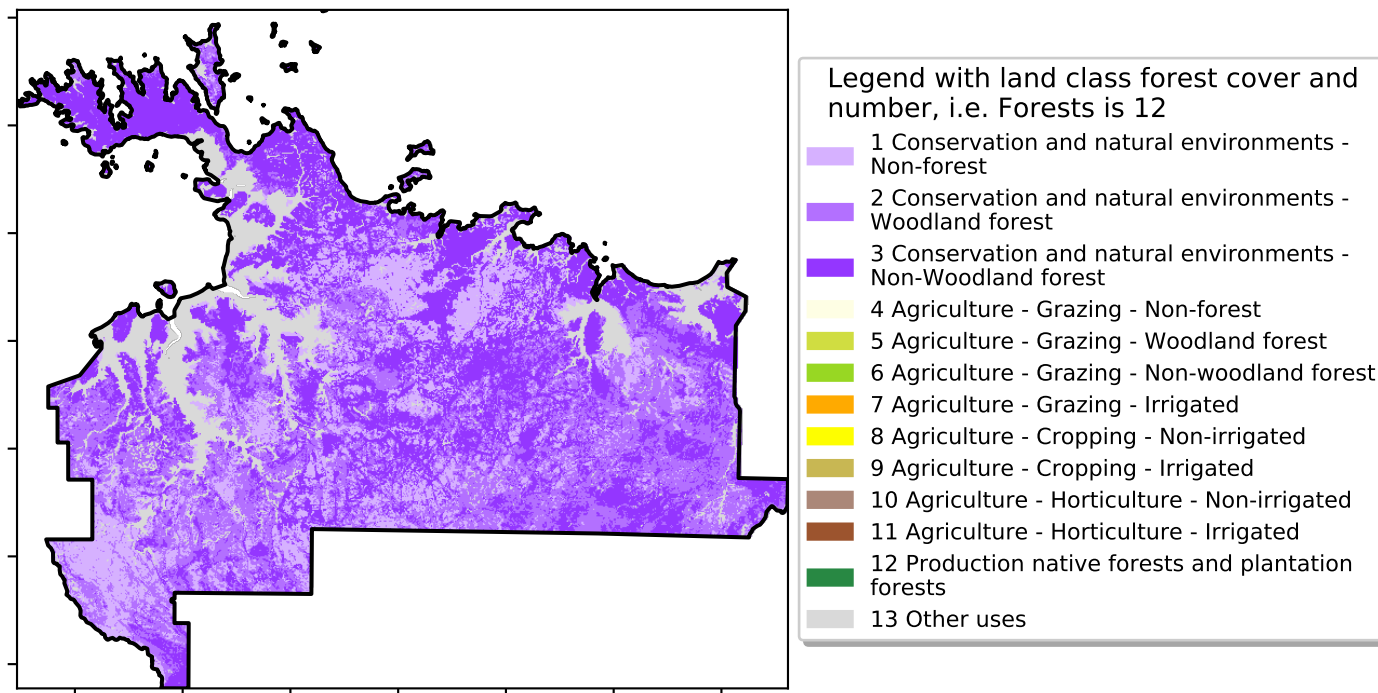 Legend with land class forest cover and
number, i.e. Forests is 12
1 Conservation and natural environments -
Non-forest
2 Conservation and natural environments -
Woodland forest
3 Conservation and natural environments -
Non-Woodland forest
4 Agriculture - Grazing - Non-forest
5 Agriculture - Grazing - Woodland forest
6 Agriculture - Grazing - Non-woodland forest
7 Agriculture - Grazing - Irrigated
8 Agriculture - Cropping - Non-irrigated
9 Agriculture - Cropping - Irrigated
10 Agriculture - Horticulture - Non-irrigated
11 Agriculture - Horticulture - Irrigated
12 Production native forests and plantation
forests
13 Other uses